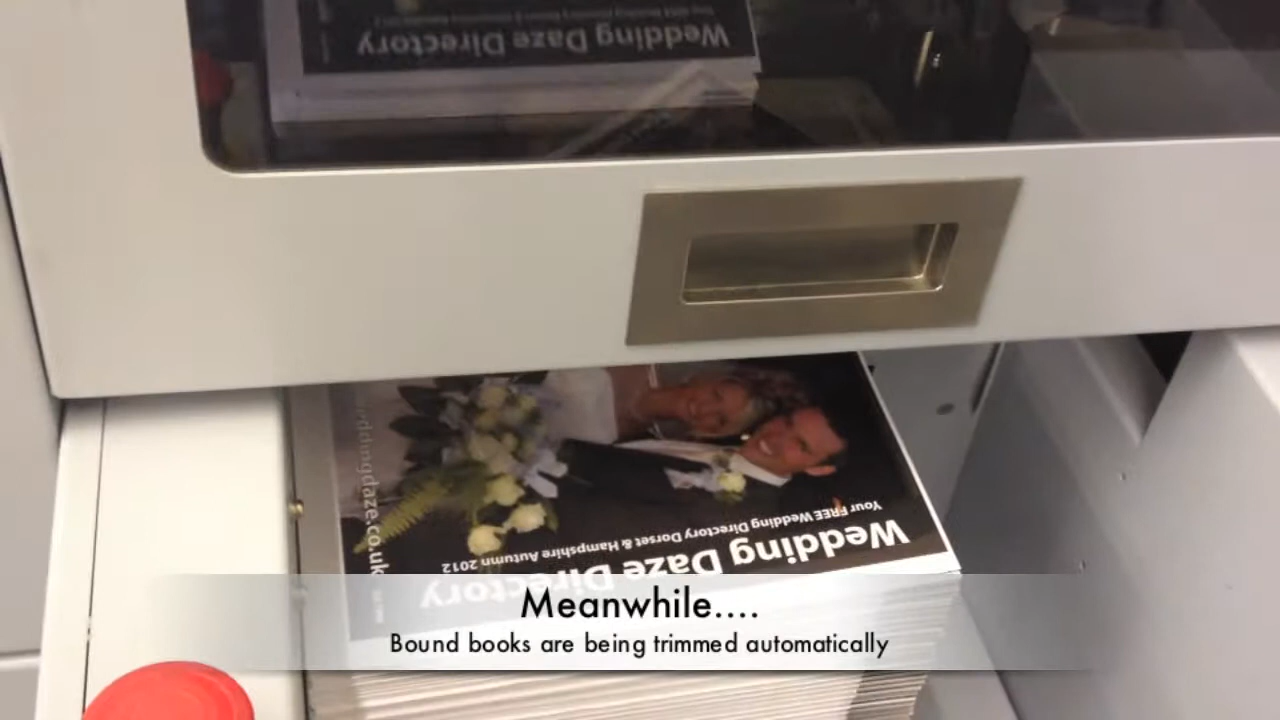 Wedding Daze Directory
Wedding Daze Directory
Your FREE Wedding Directory Dorset & Hampshire Autumn 2012
weddingdaze.co.uk
Meanwhile....
Bound books are being trimmed automatically